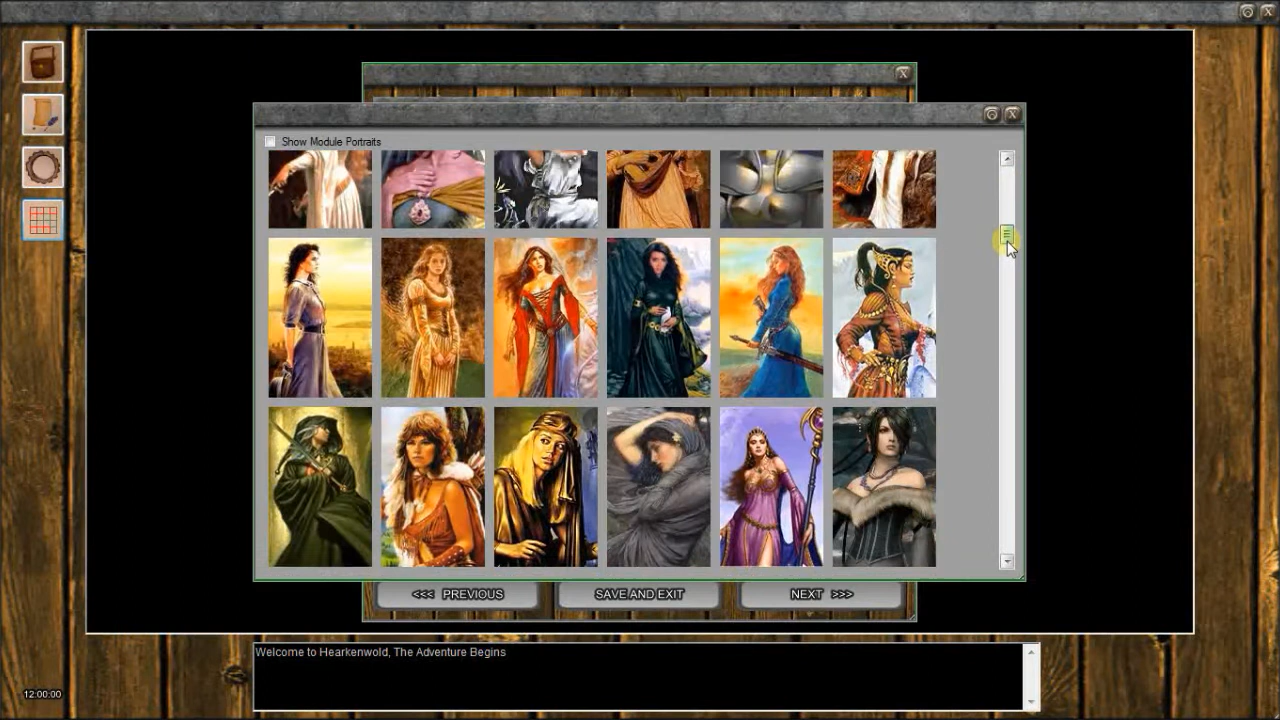 Show Module Portraits
<<< PREVIOUS
SAVE AND EXIT
NEXT >>>
Welcome to Hearkenwold, The Adventure Begins
12:00:00